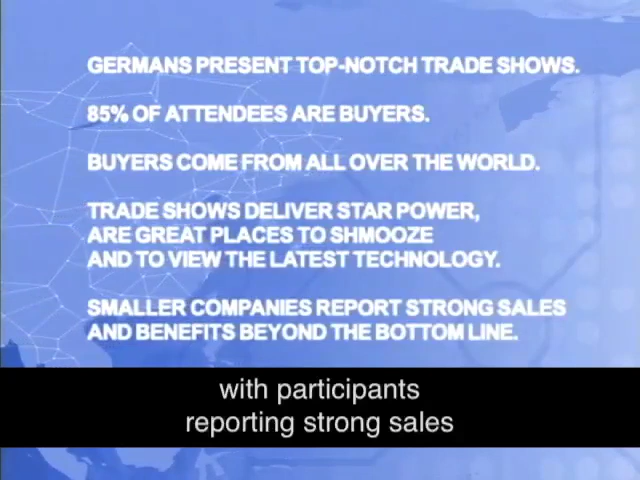 GERMANS PRESENT TOP-NOTCH TRADE SHOWS.
85% OF ATTENDEES ARE BUYERS.
BUYERS COME FROM ALL OVER THE WORLD.
TRADE SHOWS DELIVER STAR POWER,
ARE GREAT PLACES TO SHMOOZE
AND TO VIEW THE LATEST TECHNOLOGY.
SMALLER COMPANIES REPORT STRONG SALES
AND BENEFITS BEYOND THE BOTTOM LINE.
with participants
reporting strong sales